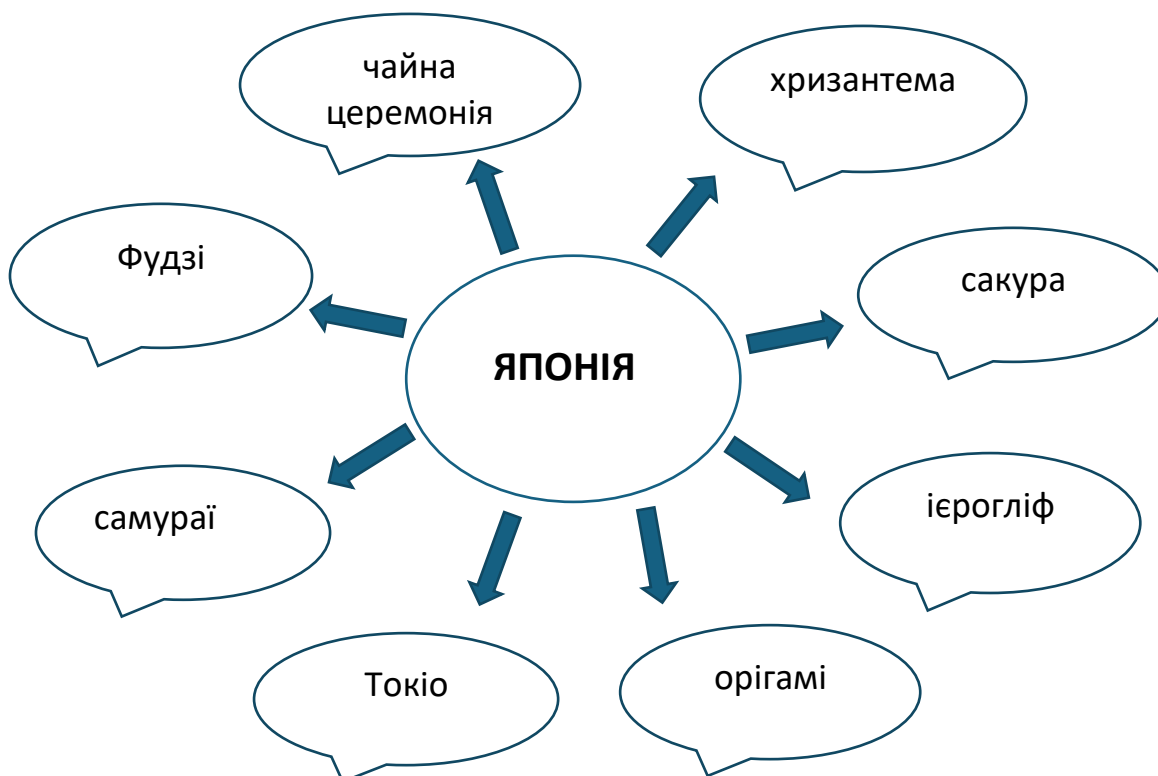 чайна
церемонія
хризантема
Фудзі
сакура
ЯПОНІЯ
самураї
ієрогліф
Токіо
орігамі